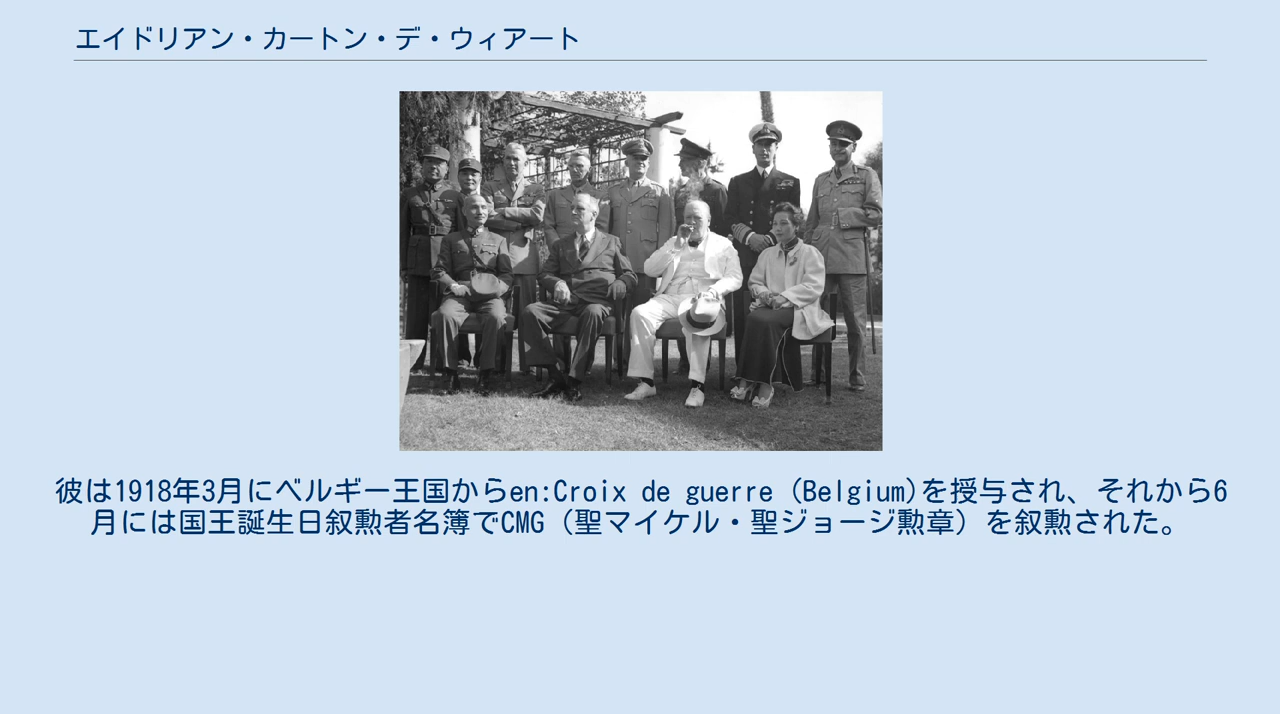 エイドリアン・カートン・デ・ウィアート
彼は1918年3月にベルギー王国からen:Croix de guerre (Belgium)を授与され、それから6
月には国王誕生日叙勲者名簿でCMG（聖マイケル・聖ジョージ勲章）を叙勲された。